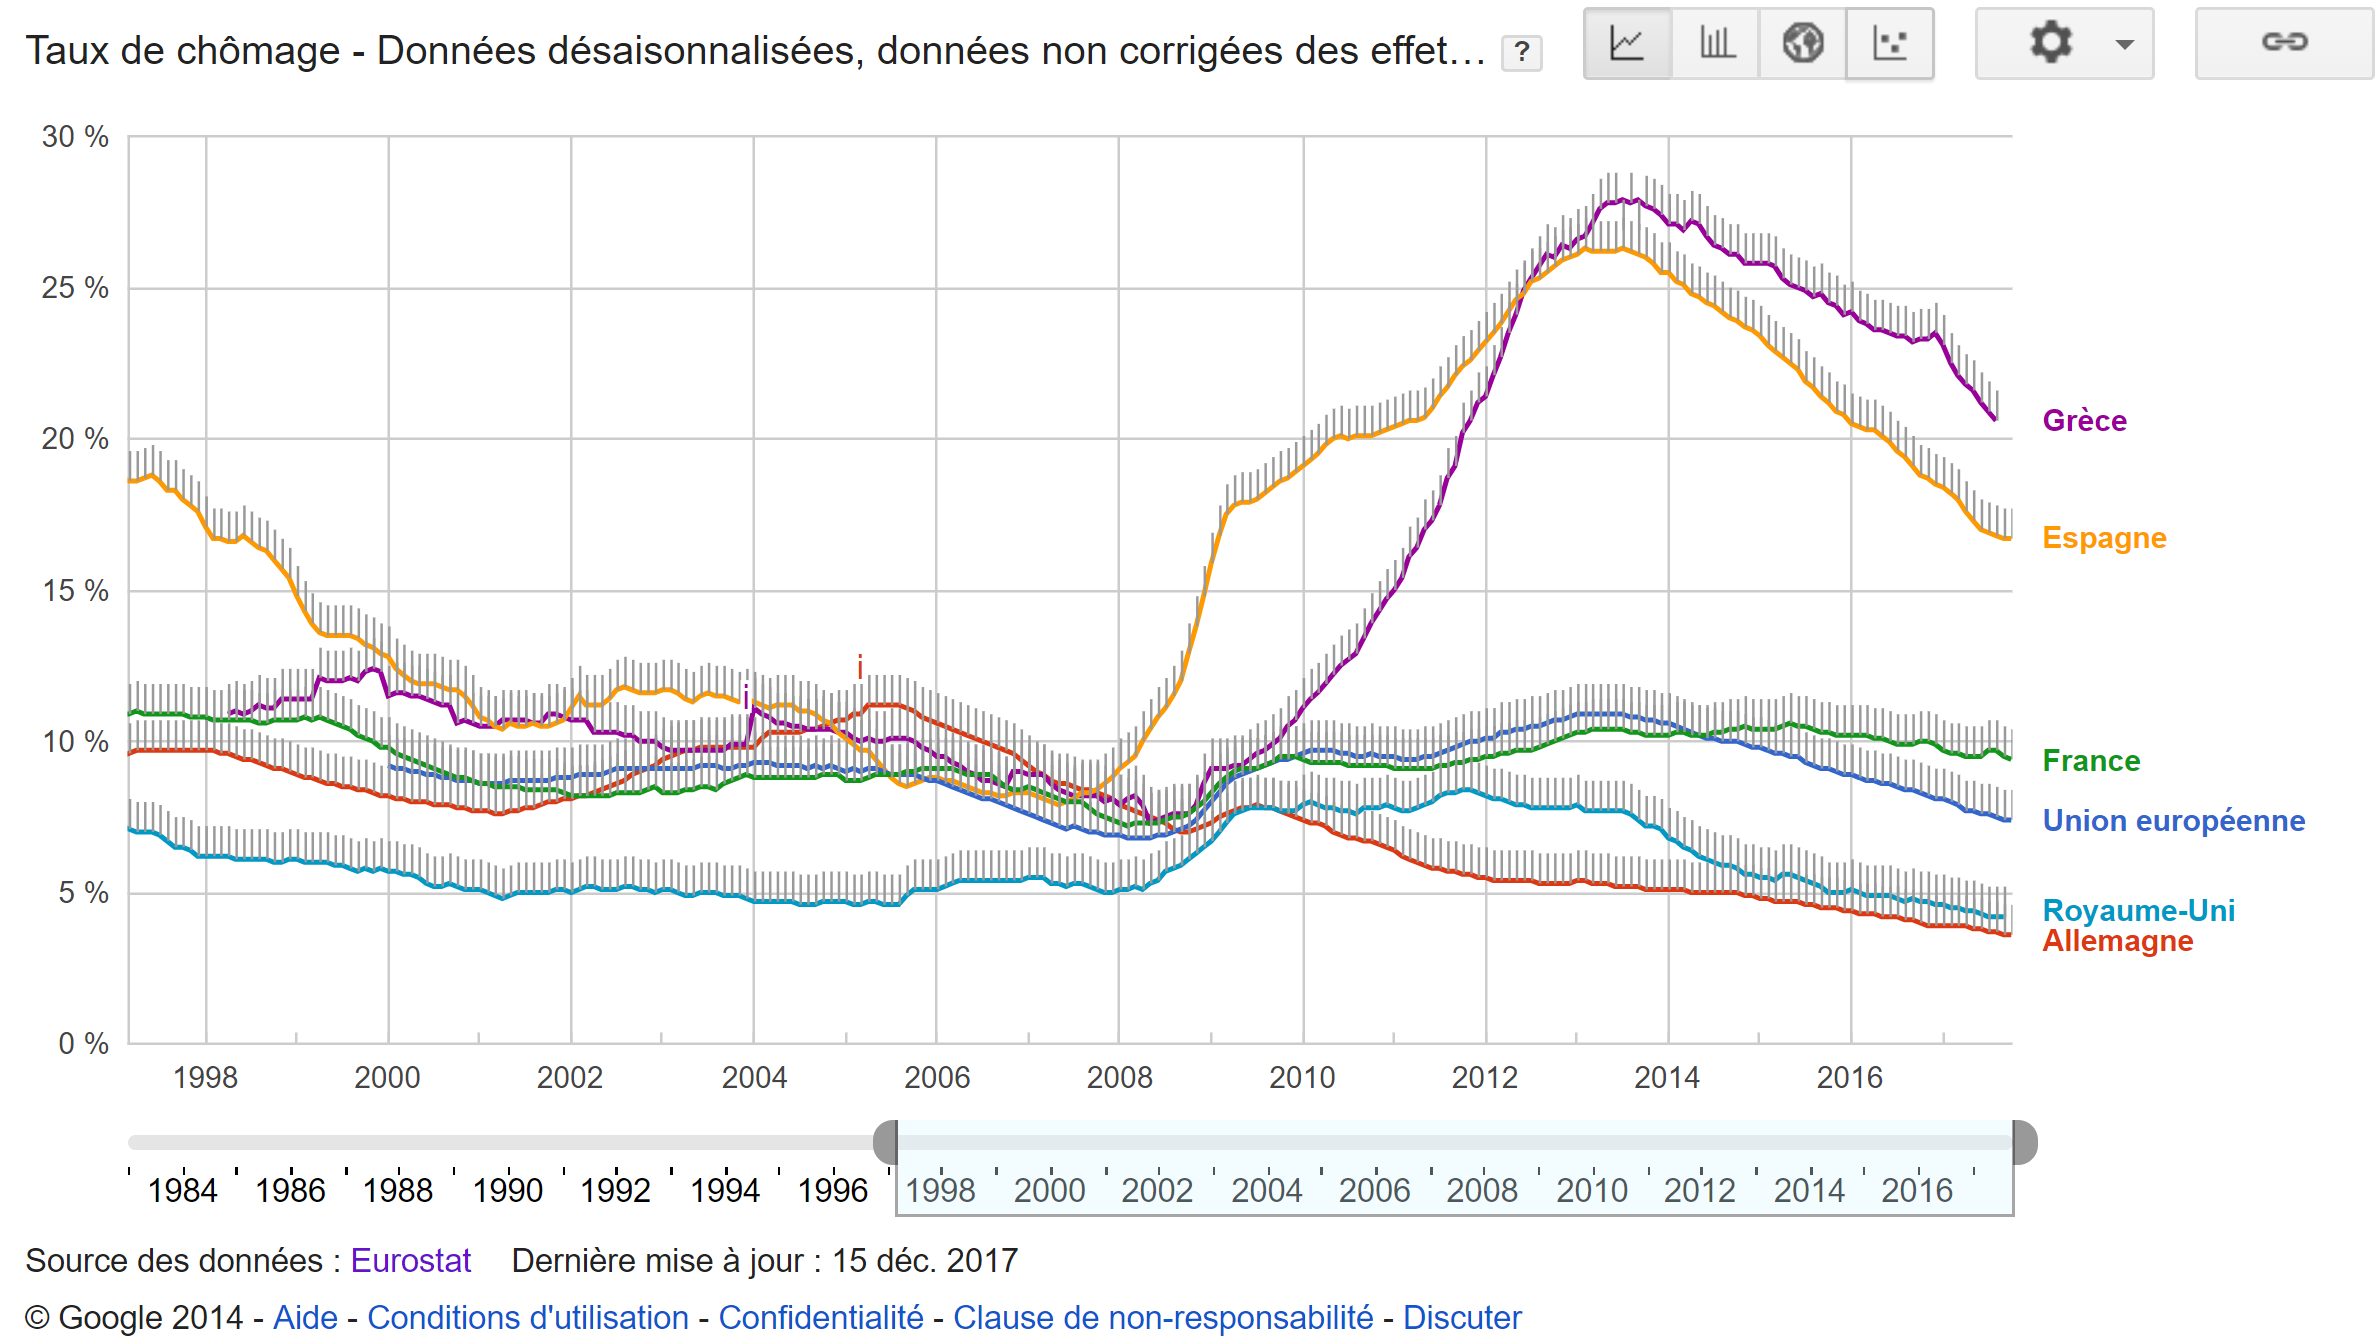 Taux de chômage - Données désaisonnalisées, données non corrigées des effet... ?
30 %
25 %
20 %
15 %
10 %
5 %
0 %
i
i
Grèce
Espagne
France
Union européenne
Royaume-Uni
Allemagne
1998 2000 2002 2004 2006 2008 2010 2012 2014 2016
1984 1986 1988 1990 1992 1994 1996 1998 2000 2002 2004 2006 2008 2010 2012 2014 2016
Source des données : Eurostat Dernière mise à jour : 15 déc. 2017
© Google 2014 - Aide - Conditions d'utilisation - Confidentialité - Clause de non-responsabilité - Discuter